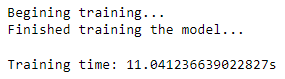 Begining training...
Finished training the model...
Training time: 11.041236639022827s